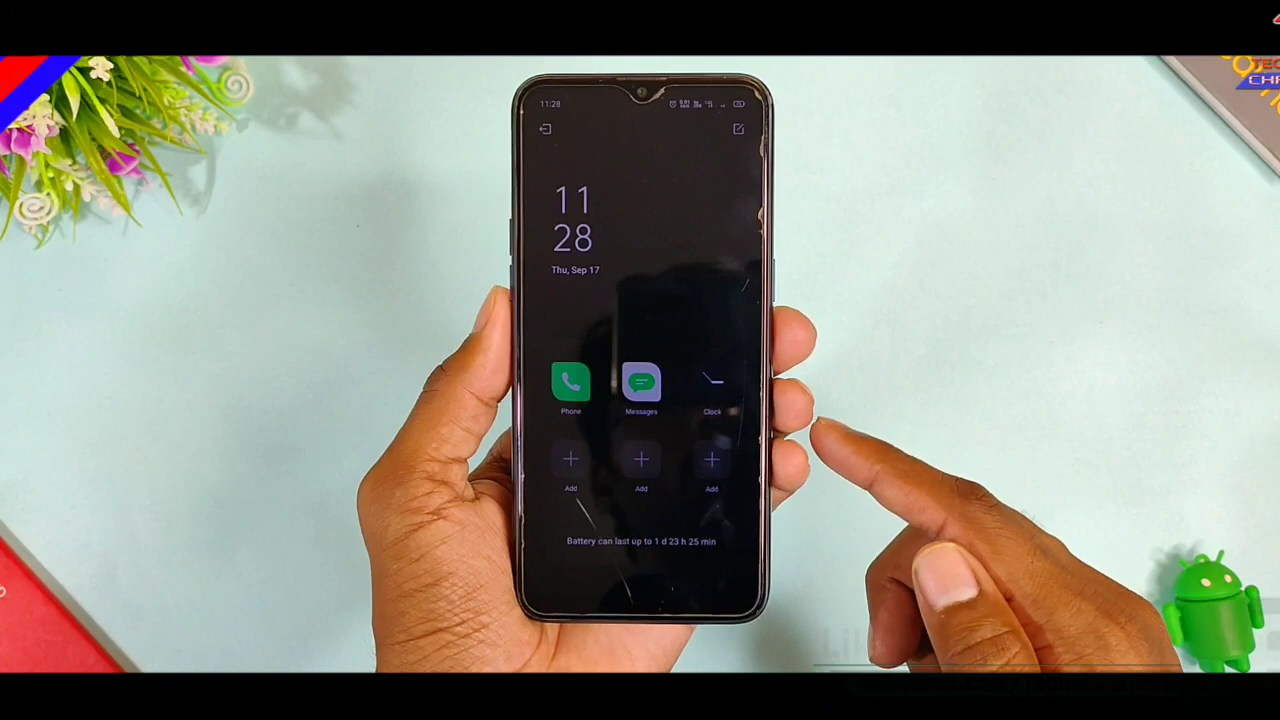 11:28
11
28
Thu, Sep 17
Phone
Messages
Clock
Add
Add
Add
Battery can last up to 1 d 23 h 25 min